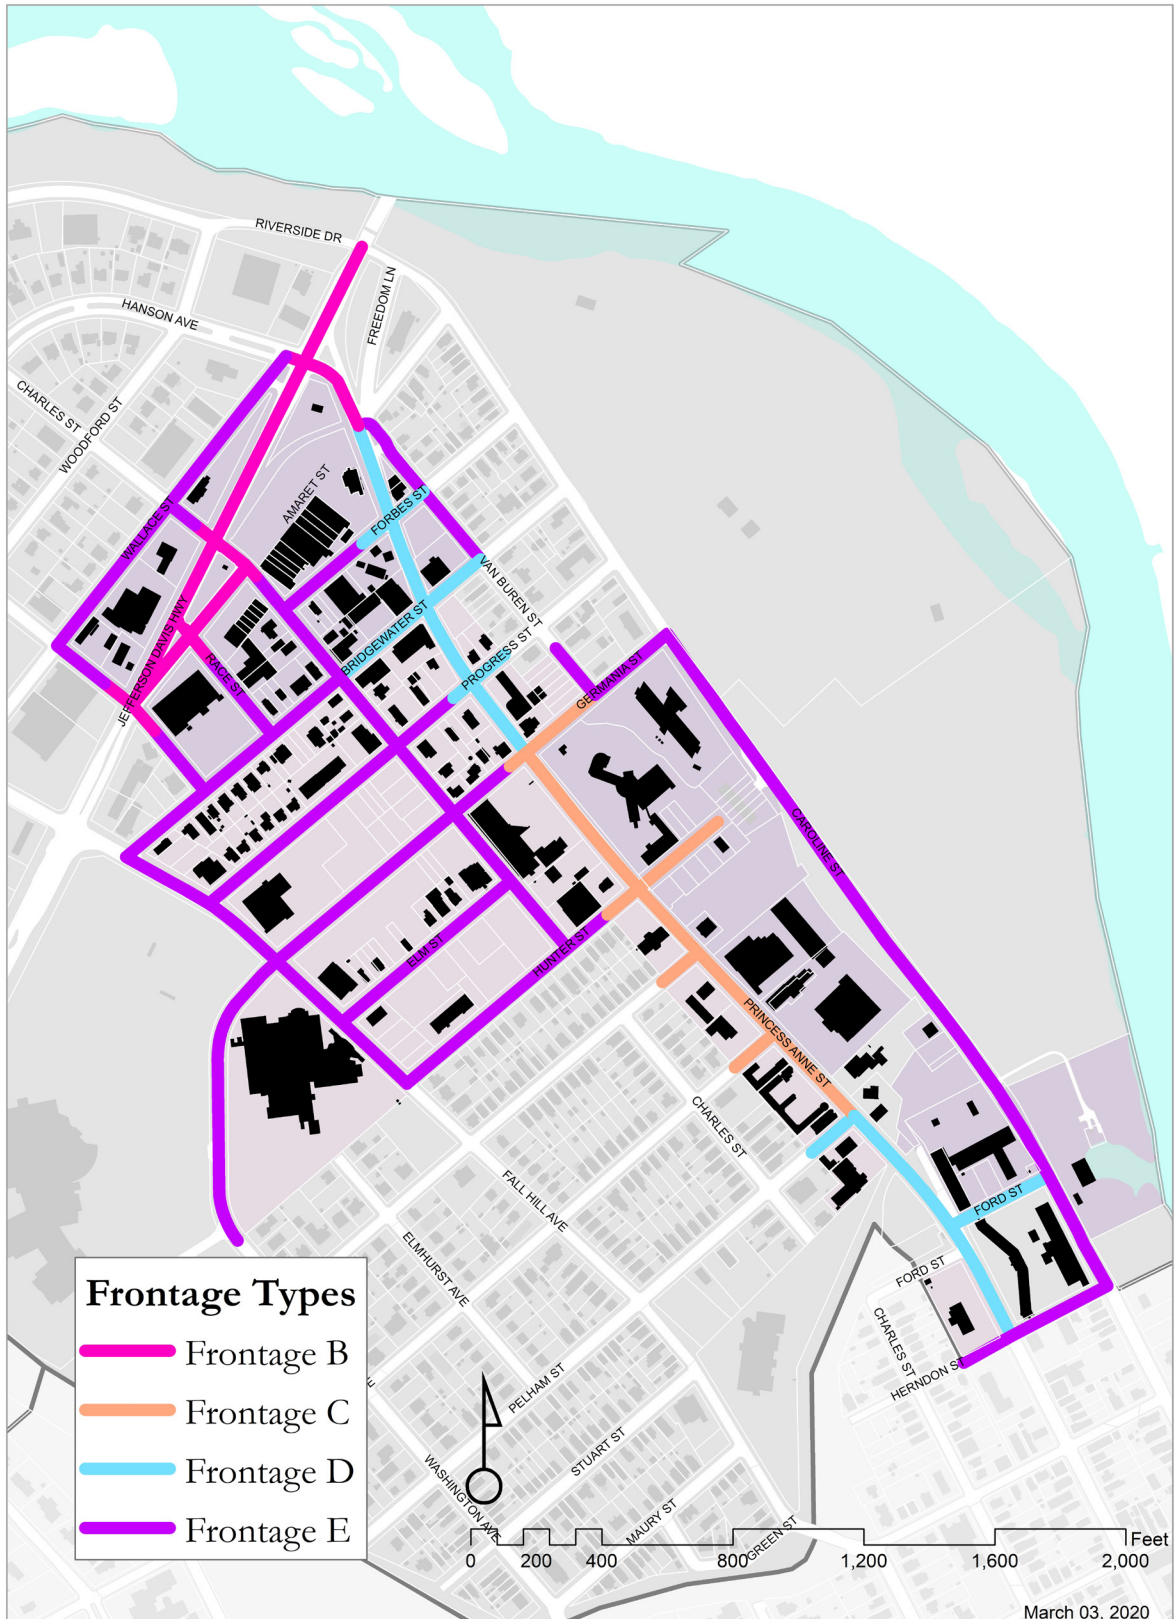 RIVERSIDE DR
FREEDOM LN
HANSON AVE
CHARLES ST
WOODFORD ST
AMARET ST
WALLACE ST
FORBES ST
VAN BUREN ST
BRIDGEWATER ST
PROGRESS ST
JEFFERSON DAVIS HWY
RACE ST
GERMANIA ST
CAROLINE ST
ELM ST
HUNTER ST
PRINCESS ANNE ST
CHARLES ST
FALL HILL AVE
FORD ST
ELMHURST AVE
FORD ST
CHARLES ST
HERNDON ST
Frontage Types
Frontage B
Frontage C
Frontage D
Frontage E
PELHAM ST
STUART ST
WASHINGTON AVE
MAURY ST
GREEN ST
Feet
0 200 400 800 1,200 1,600 2,000
March 03, 2020